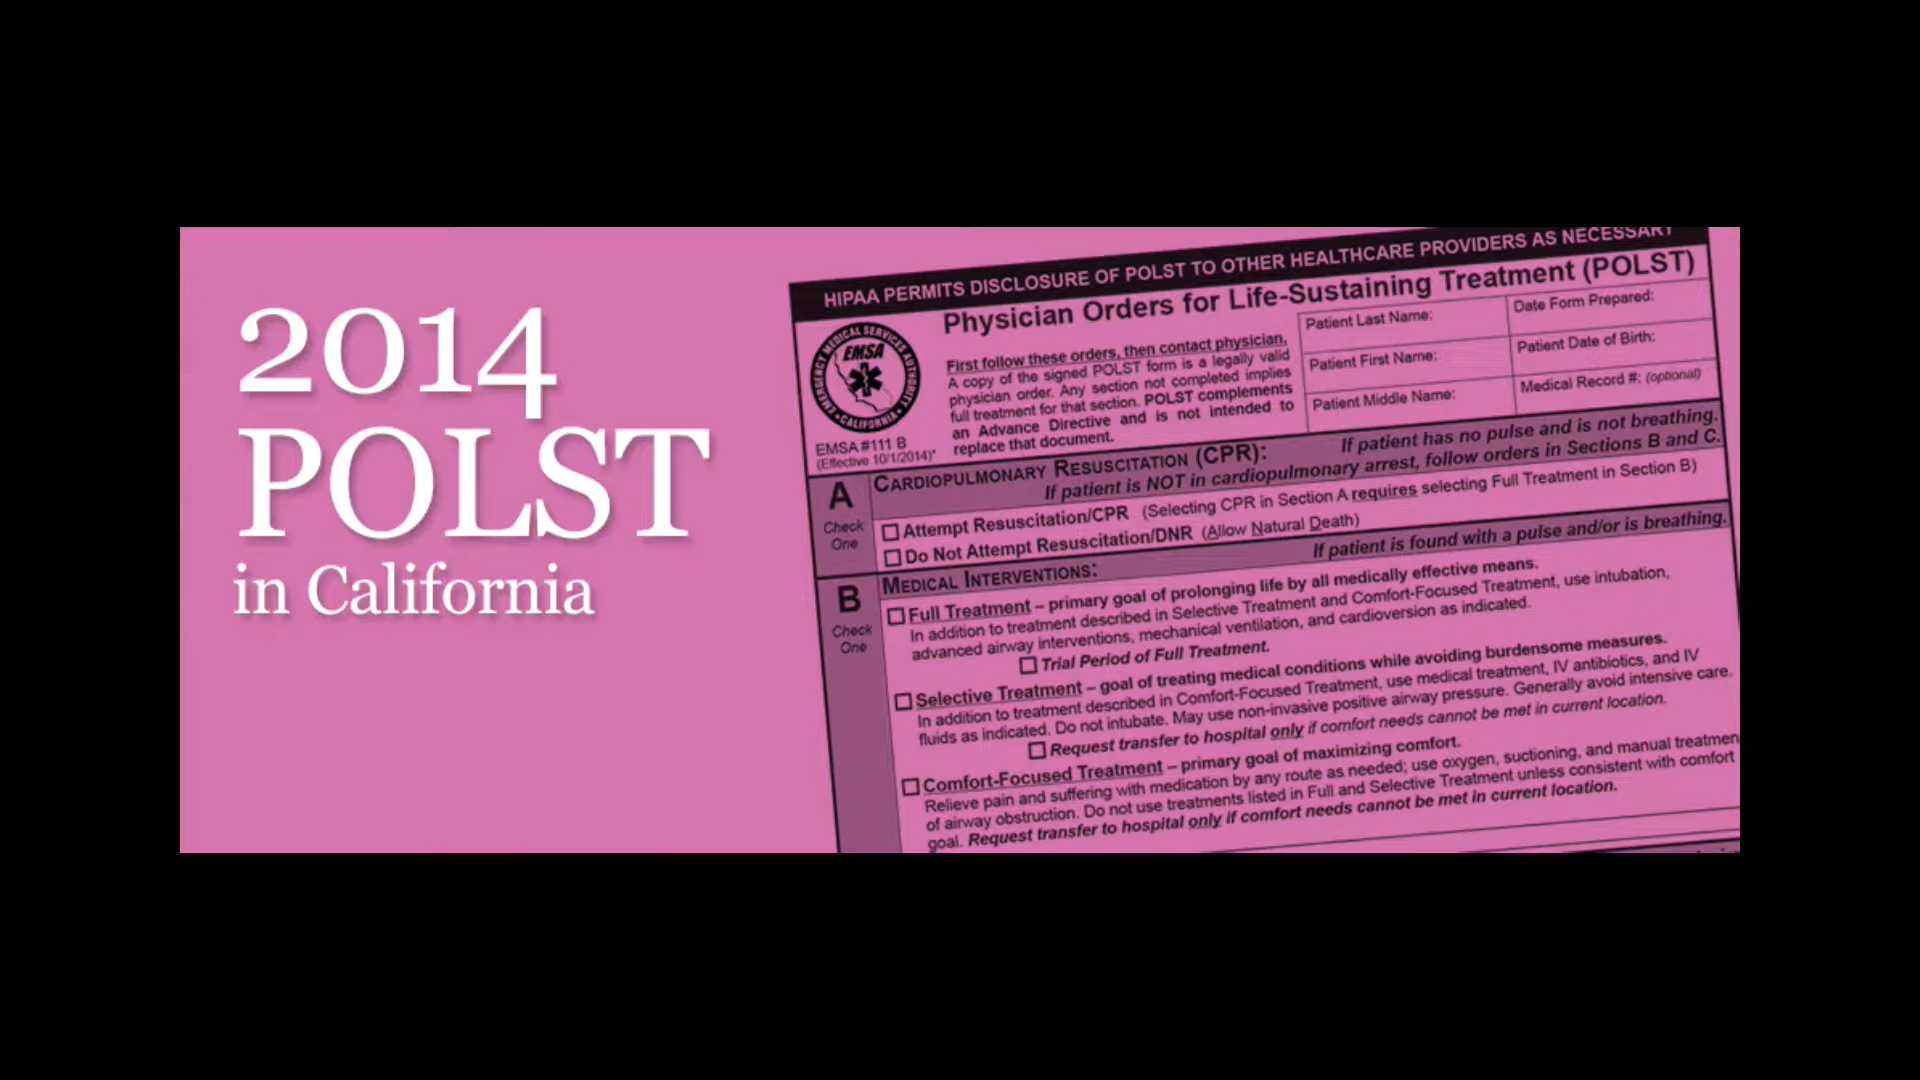 2014
POLST
in California
HIPAA PERMITS DISCLOSURE OF POLST TO OTHER HEALTHCARE PROVIDERS AS NECESSARY
Physician Orders for Life-Sustaining Treatment (POLST)
EMERGENCY MEDICAL SERVICES AUTHORITY
EMSA
CALIFORNIA
EMSA #111 B
(Effective 10/1/2014)*
First follow these orders, then contact physician.
A copy of the signed POLST form is a legally valid
physician order. Any section not completed implies
full treatment for that section. POLST complements
an Advance Directive and is not intended to
replace that document.
Patient Last Name:
Date Form Prepared:
Patient First Name:
Patient Date of Birth:
Patient Middle Name:
Medical Record #: (optional)
A
Check
One
CARDIOPULMONARY RESUSCITATION (CPR):
If patient has no pulse and is not breathing.
If patient is NOT in cardiopulmonary arrest, follow orders in Sections B and C.
Attempt Resuscitation/CPR (Selecting CPR in Section A requires selecting Full Treatment in Section B)
Do Not Attempt Resuscitation/DNR (Allow Natural Death)
B
Check
One
MEDICAL INTERVENTIONS:
If patient is found with a pulse and/or is breathing.
Full Treatment – primary goal of prolonging life by all medically effective means.
In addition to treatment described in Selective Treatment and Comfort-Focused Treatment, use intubation,
advanced airway interventions, mechanical ventilation, and cardioversion as indicated.
Trial Period of Full Treatment.
Selective Treatment – goal of treating medical conditions while avoiding burdensome measures.
In addition to treatment described in Comfort-Focused Treatment, use medical treatment, IV antibiotics, and IV
fluids as indicated. Do not intubate. May use non-invasive positive airway pressure. Generally avoid intensive care.
Request transfer to hospital only if comfort needs cannot be met in current location.
Comfort-Focused Treatment – primary goal of maximizing comfort.
Relieve pain and suffering with medication by any route as needed; use oxygen, suctioning, and manual treatmen
of airway obstruction. Do not use treatments listed in Full and Selective Treatment unless consistent with comfort
goal. Request transfer to hospital only if comfort needs cannot be met in current location.